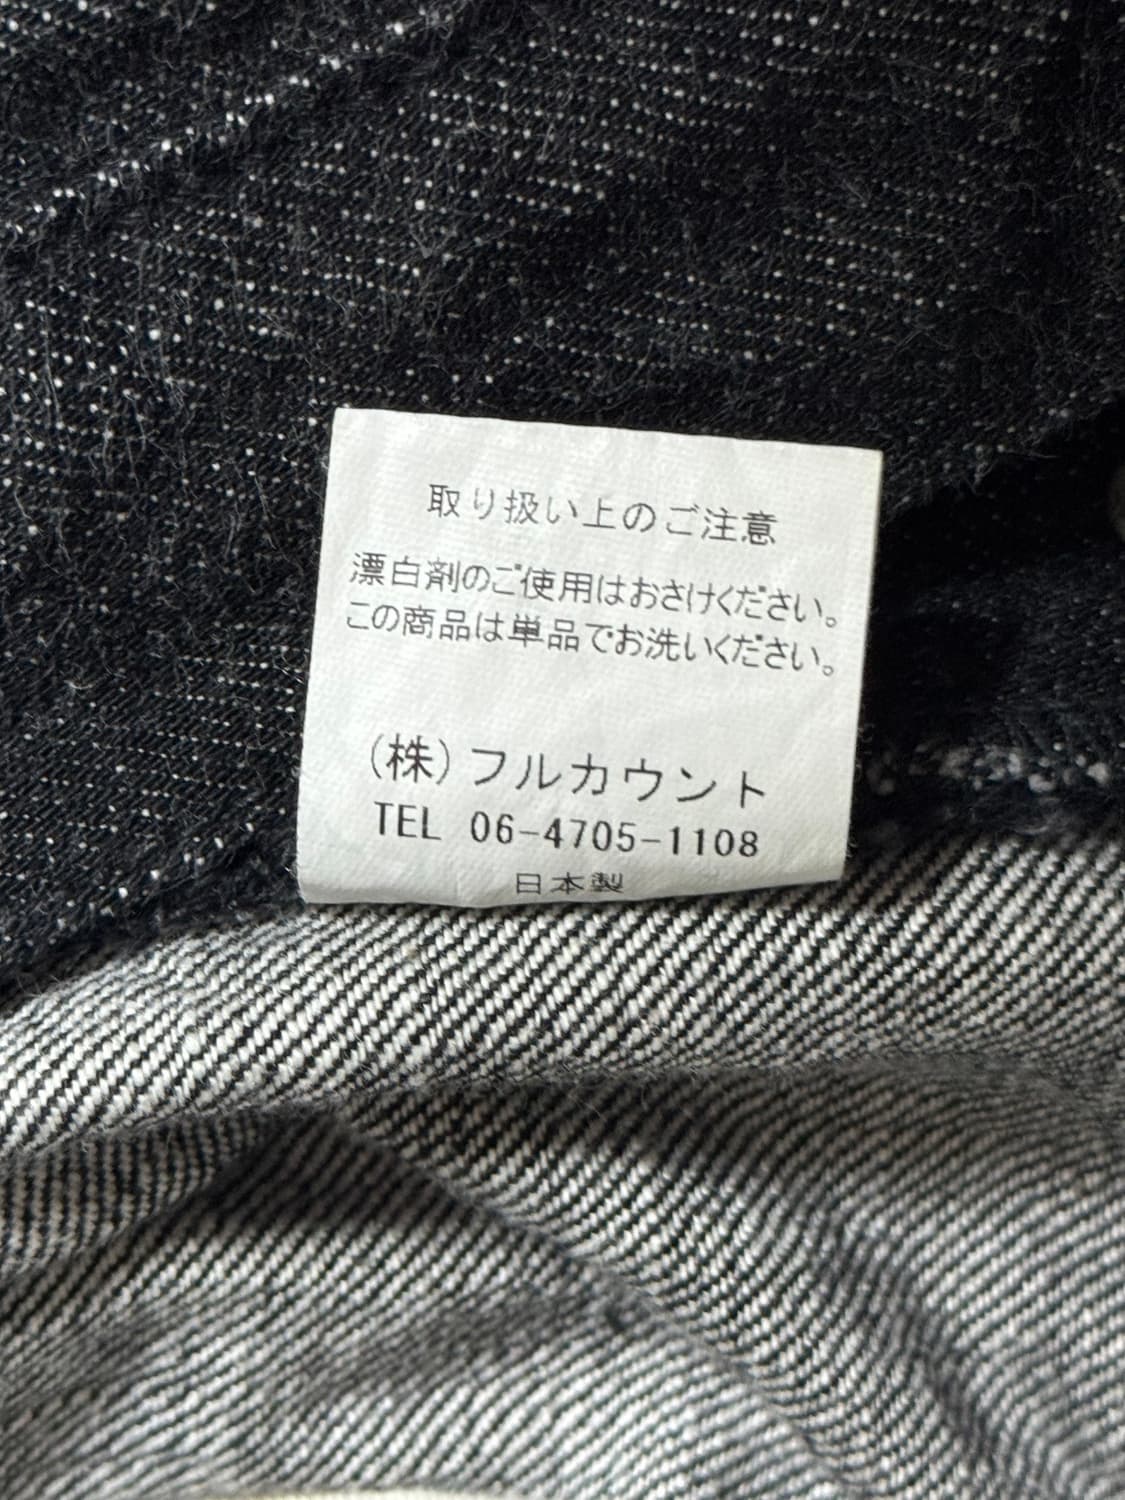 取り扱い上のご注意
漂白剤のご使用はおさけください。
この商品は単品でお洗いください。
(株)フルカウント
TEL 06-4705-1108
日本製